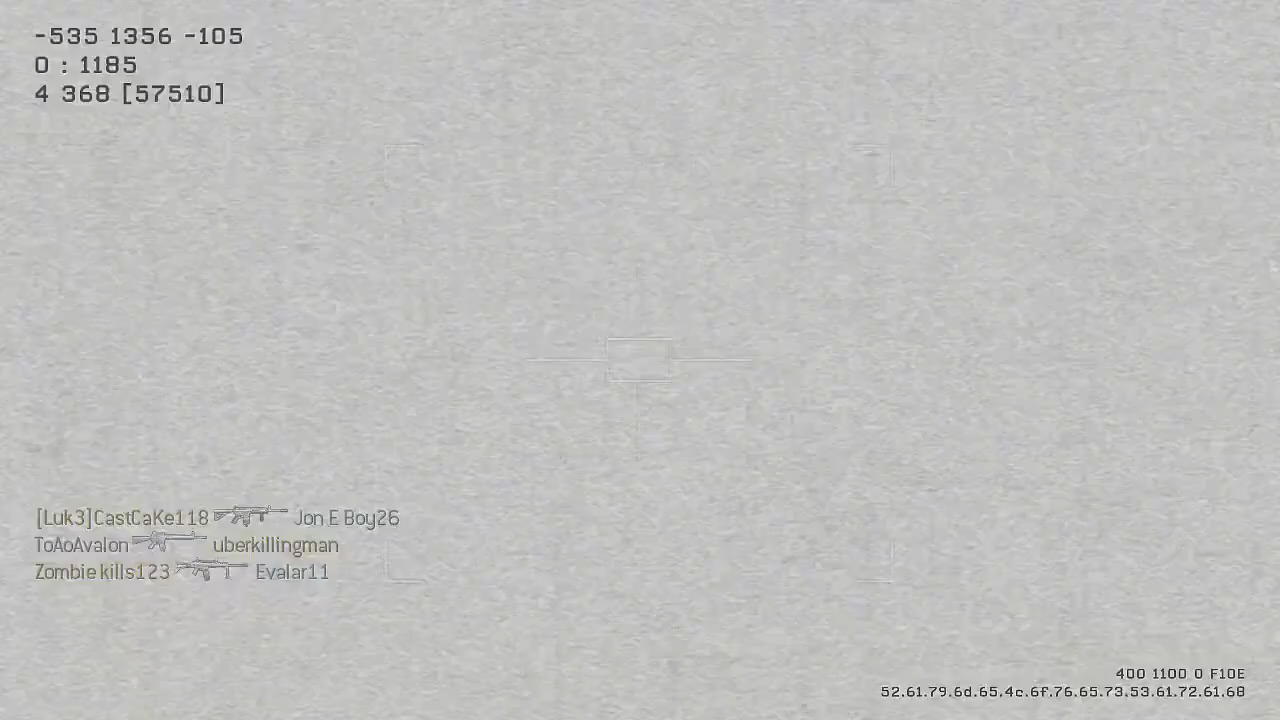 -535 1356 -105
0 : 1185
4 368 [57510]
[Luk3]CastCaKe118 Jon E Boy26
ToAoAvalon uberkillingman
Zombie kills123 Evalar11
400 1100 0 F10E
52.61.79.6d.65.4c.6f.76.65.73.53.61.72.61.68